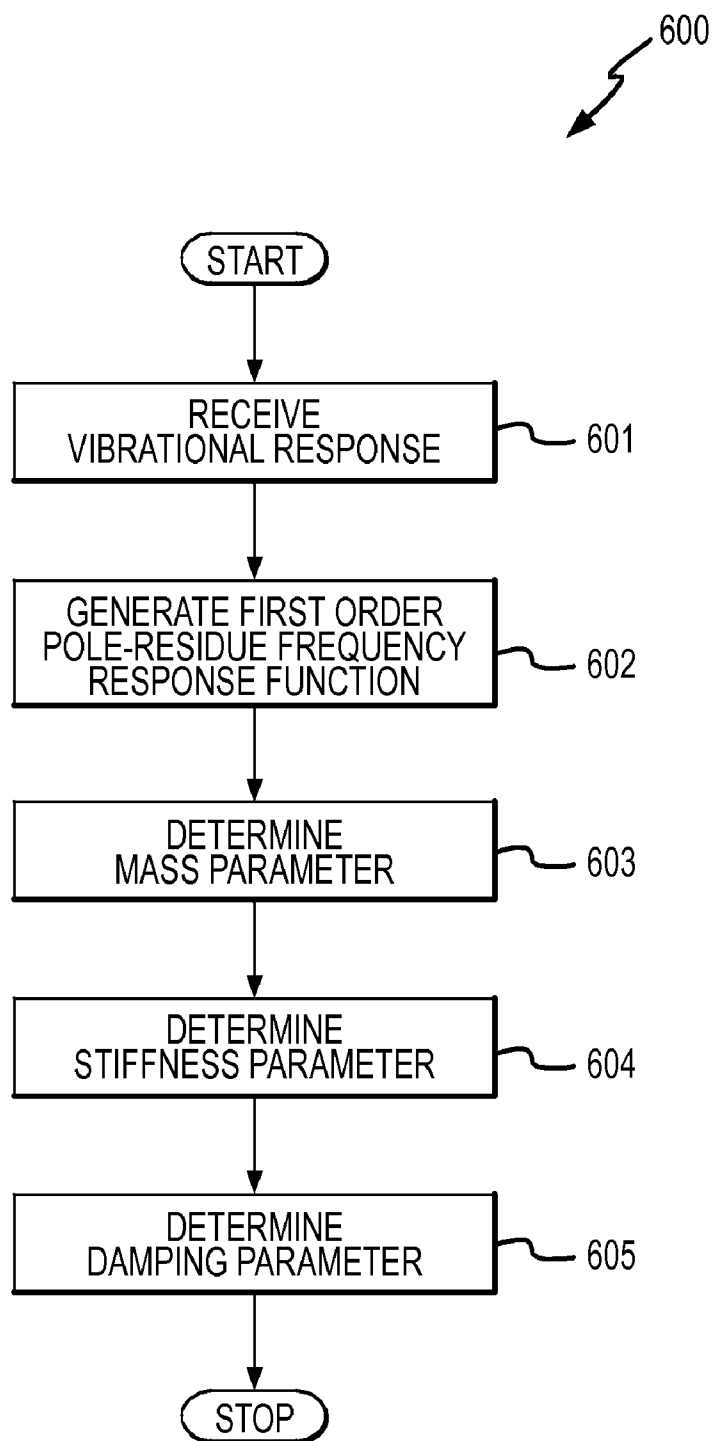 600
START
RECEIVE
VIBRATIONAL RESPONSE
601
GENERATE FIRST ORDER
POLE-RESIDUE FREQUENCY
RESPONSE FUNCTION
602
DETERMINE
MASS PARAMETER
603
DETERMINE
STIFFNESS PARAMETER
604
DETERMINE
DAMPING PARAMETER
605
STOP